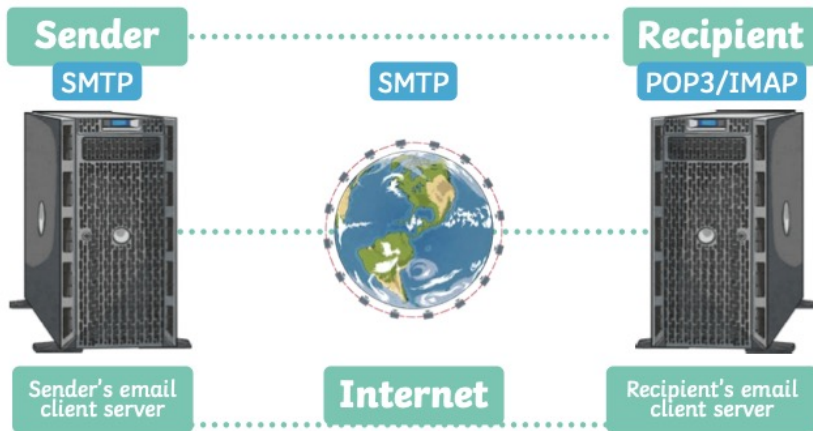 Sender
Recipient
SMTP
SMTP
POP3/IMAP
Sender's email
client server
Internet
Recipient's email
client server